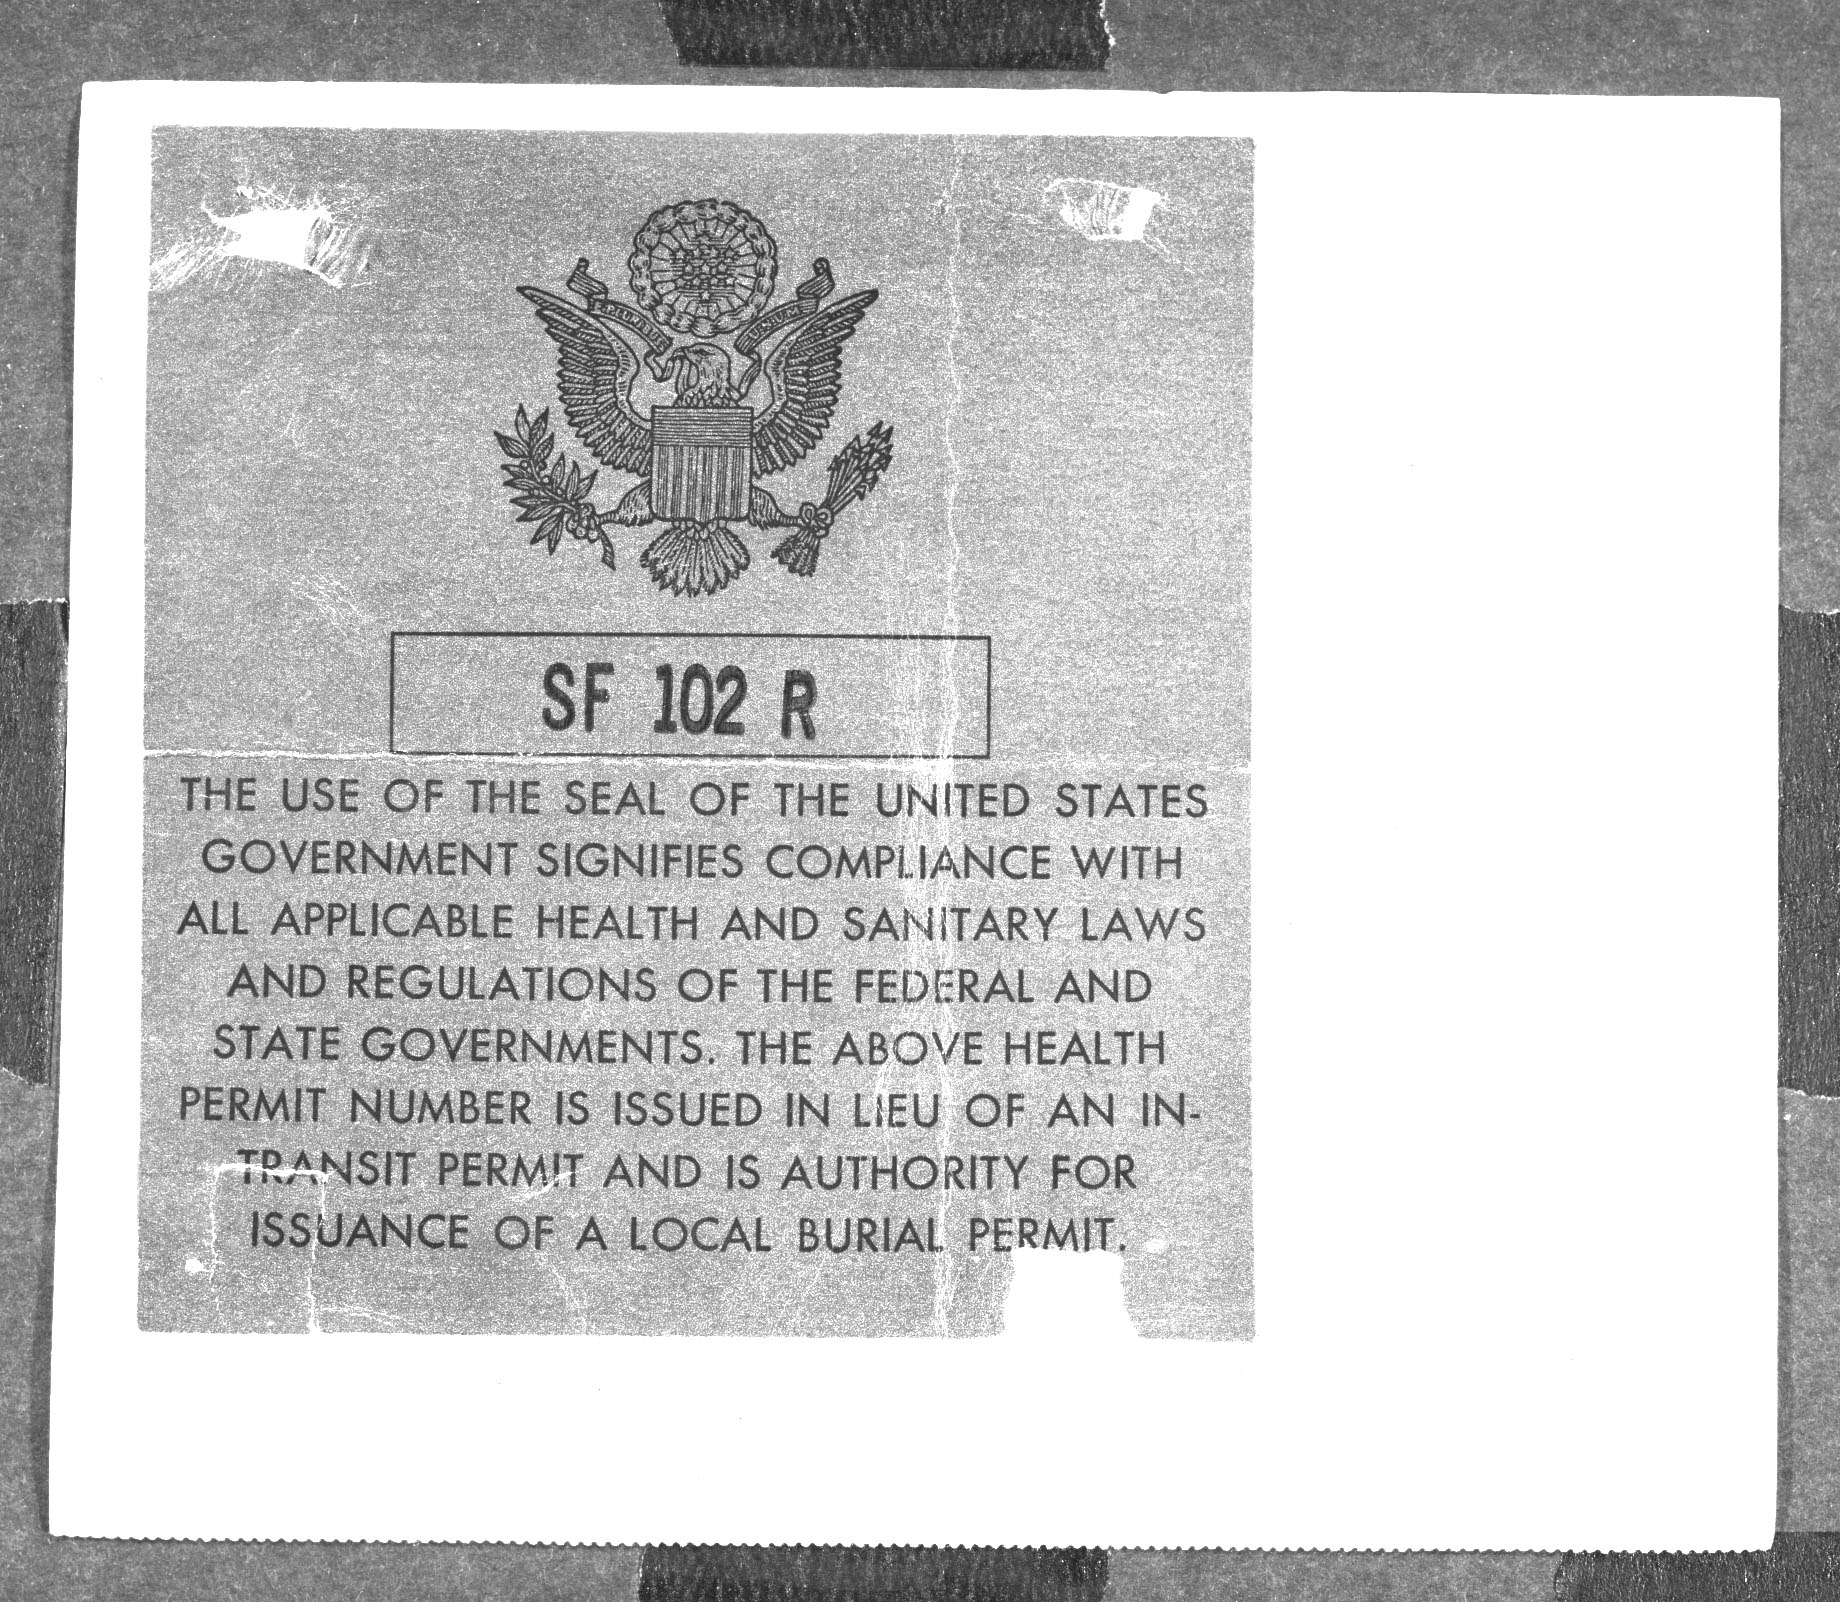 SF 102 R
THE USE OF THE SEAL OF THE UNITED STATES
GOVERNMENT SIGNIFIES COMPLIANCE WITH
ALL APPLICABLE HEALTH AND SANITARY LAWS
AND REGULATIONS OF THE FEDERAL AND
STATE GOVERNMENTS. THE ABOVE HEALTH
PERMIT NUMBER IS ISSUED IN LIEU OF AN IN-
TRANSIT PERMIT AND IS AUTHORITY FOR
ISSUANCE OF A LOCAL BURIAL PERMIT.